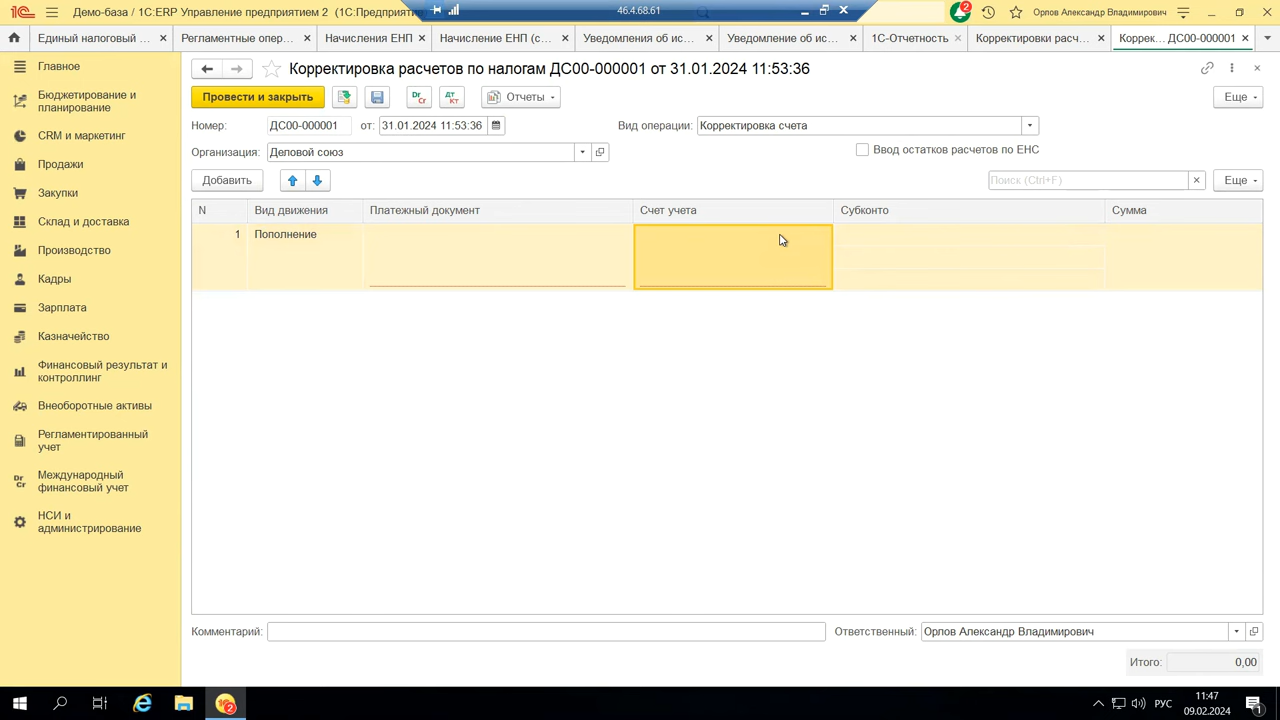 Демо-база / 1С:ERP Управление предприятием 2 (1С:Предприятие
46.4.68.61
2
Орлов Александр Владимирович
Единый налоговый ...
Регламентные опер...
Начисления ЕНП
Начисление ЕНП (с...
Уведомления об ис...
Уведомление об ис...
1С-Отчетность
Корректировки расч...
Коррек... ДС00-000001
Главное
Бюджетирование и
планирование
CRM и маркетинг
Продажи
Закупки
Склад и доставка
Производство
Кадры
Зарплата
Казначейство
Финансовый результат и
контроллинг
Внеоборотные активы
Регламентированный
учет
Международный
финансовый учет
НСИ и
администрирование
Корректировка расчетов по налогам ДС00-000001 от 31.01.2024 11:53:36
Провести и закрыть
Dr
Cr
Дт
Кт
Отчеты
Еще
Номер:
ДС00-000001
от:
31.01.2024 11:53:36
Вид операции:
Корректировка счета
Организация:
Деловой союз
Ввод остатков расчетов по ЕНС
Добавить
Поиск (Ctrl+F)
Еще
N
Вид движения
Платежный документ
Счет учета
Субконто
Сумма
1
Пополнение
Комментарий:
Ответственный:
Орлов Александр Владимирович
Итого:
0,00
РУС
11:47
09.02.2024
1